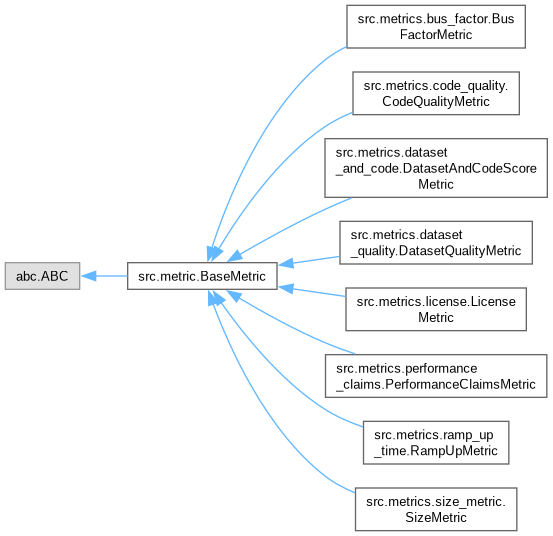 src.metrics.bus_factor.Bus
FactorMetric
src.metrics.code_quality.
CodeQualityMetric
src.metrics.dataset
_and_code.DatasetAndCodeScore
Metric
src.metrics.dataset
_quality.DatasetQualityMetric
abc.ABC
src.metric.BaseMetric
src.metrics.license.License
Metric
src.metrics.performance
_claims.PerformanceClaimsMetric
src.metrics.ramp_up
_time.RampUpMetric
src.metrics.size_metric.
SizeMetric